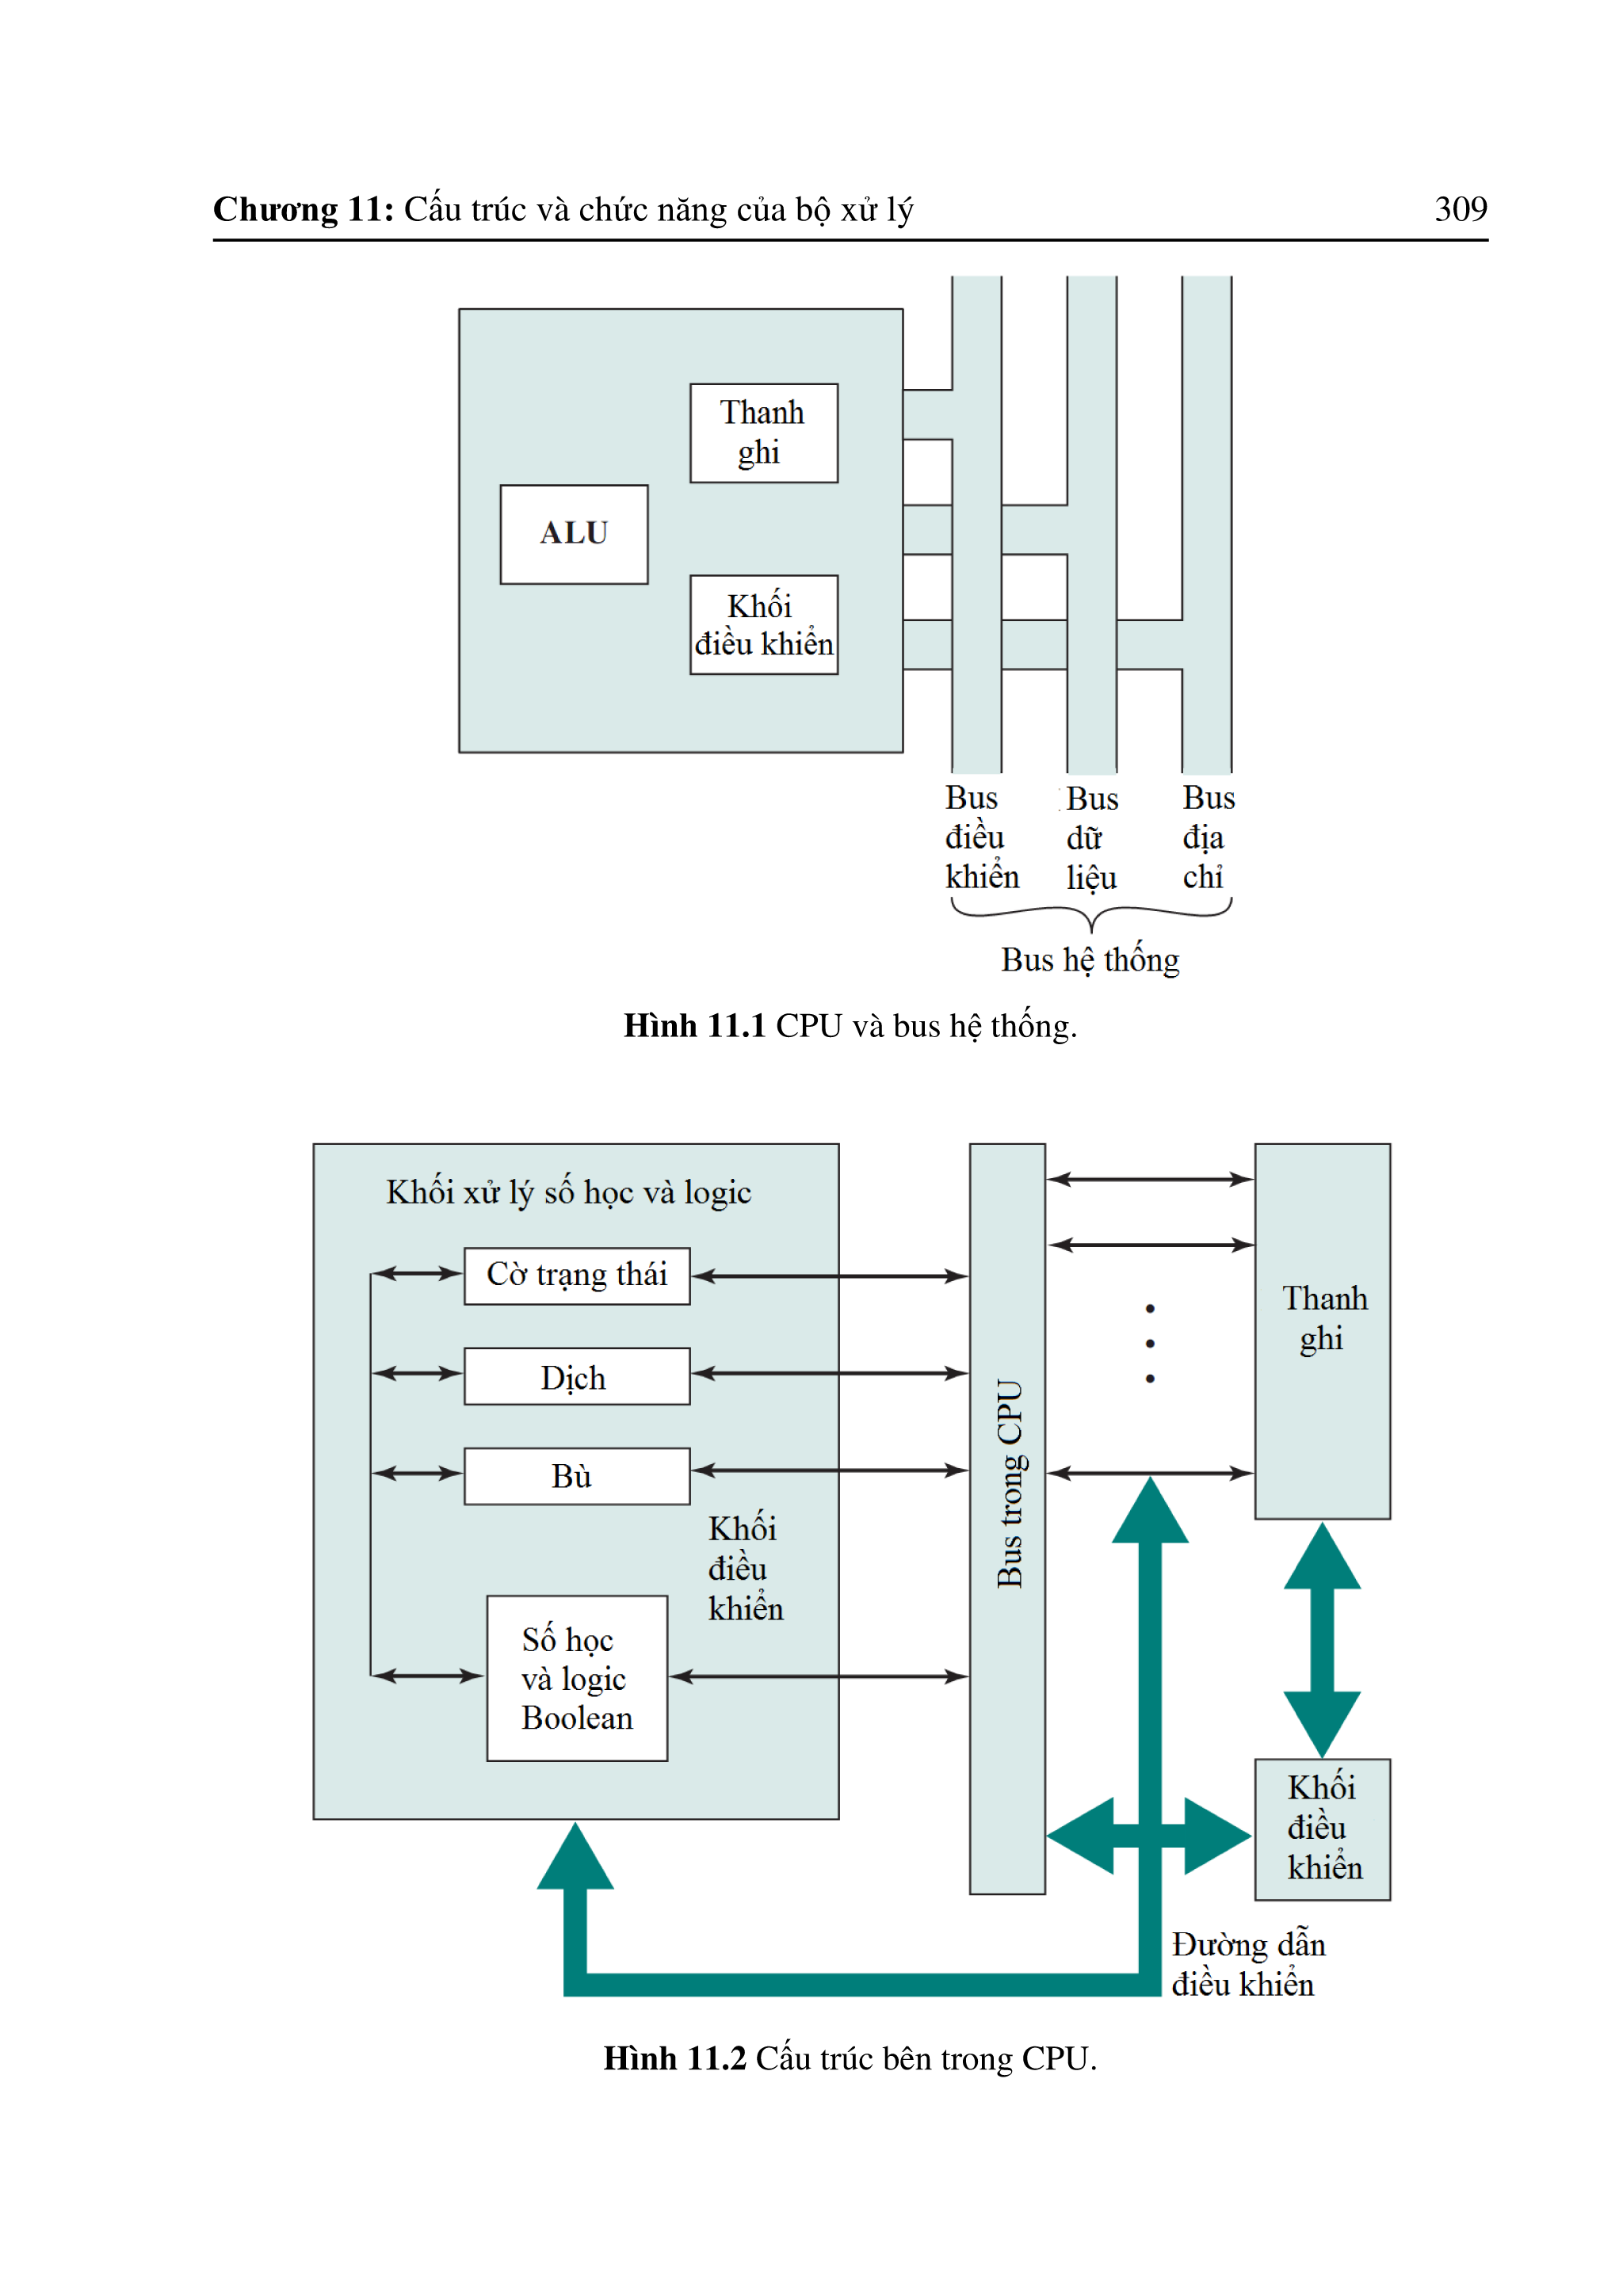 Chương 11: Cấu trúc và chức năng của bộ xử lý 309
Thanh
ghi
ALU
Khối
điều khiển
Bus
điều
khiển
Bus
dữ
liệu
Bus
địa
chỉ
Bus hệ thống
Hình 11.1 CPU và bus hệ thống.
Khối xử lý số học và logic
Cờ trạng thái
Dịch
Bù
Khối
điều
khiển
Số học
và logic
Boolean
Bus trong CPU
Thanh
ghi
Khối
điều
khiển
Đường dẫn
điều khiển
Hình 11.2 Cấu trúc bên trong CPU.